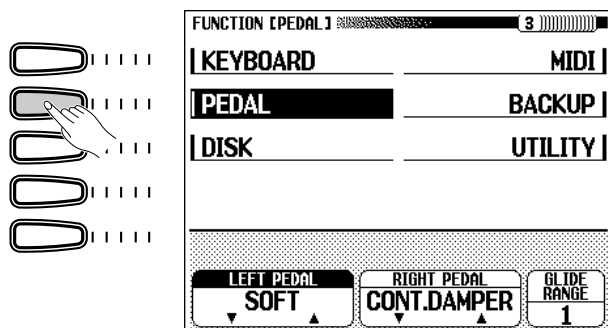 FUNCTION [PEDAL] 3
KEYBOARD MIDI
PEDAL BACKUP
DISK UTILITY
LEFT PEDAL RIGHT PEDAL GLIDE RANGE
SOFT CONT.DAMPER 1